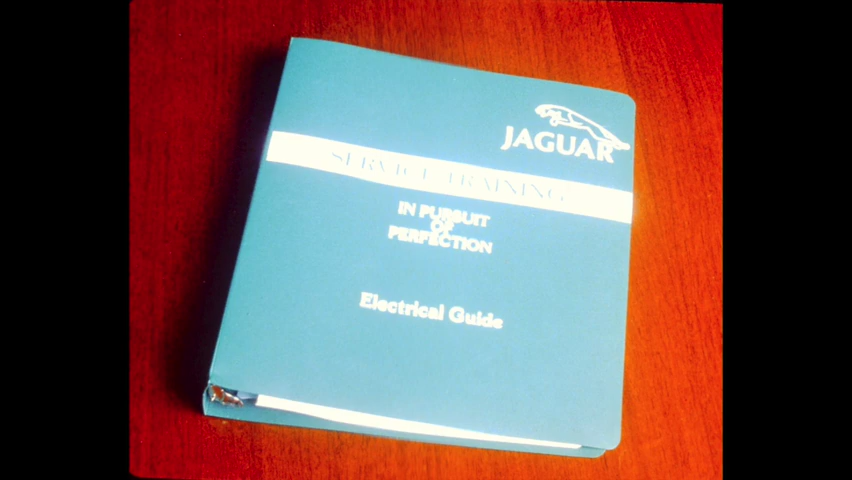 JAGUAR
SERVICE TRAINING
IN PURSUIT
OF
PERFECTION
Electrical Guide